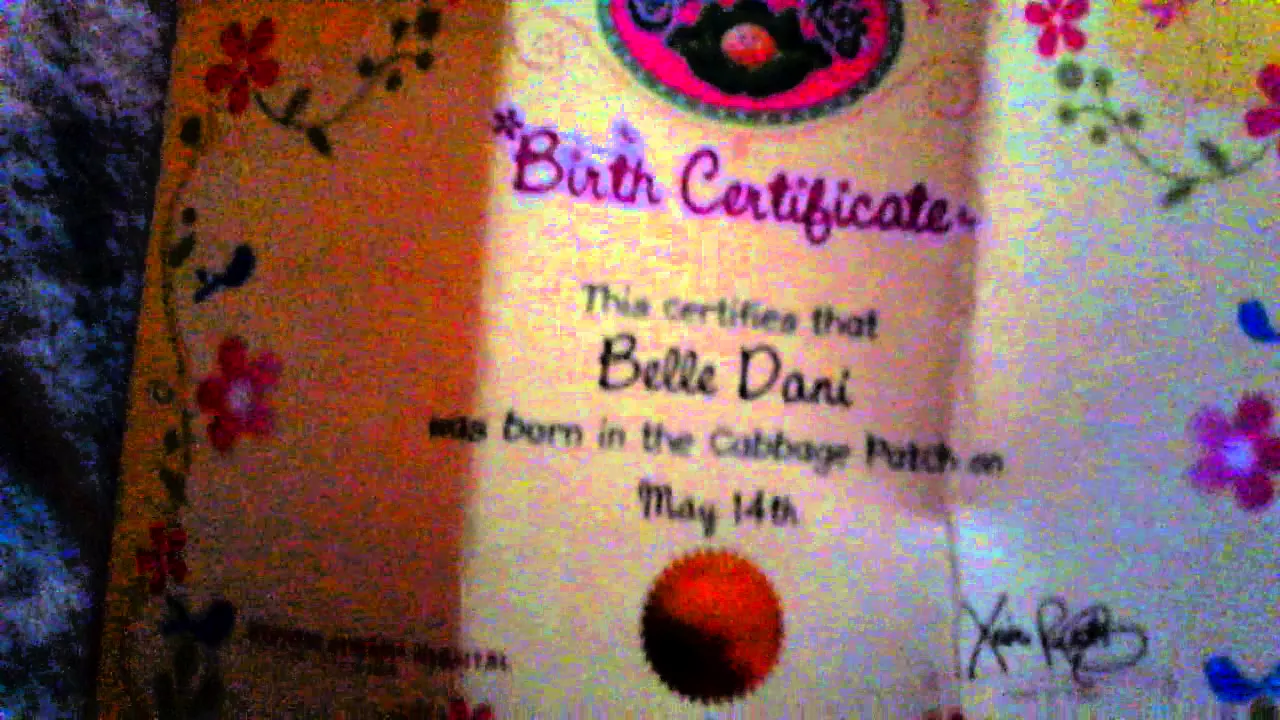 *Birth Certificate
This certifies that
Belle Dani
was born in the Cabbage Patch on
May 14th